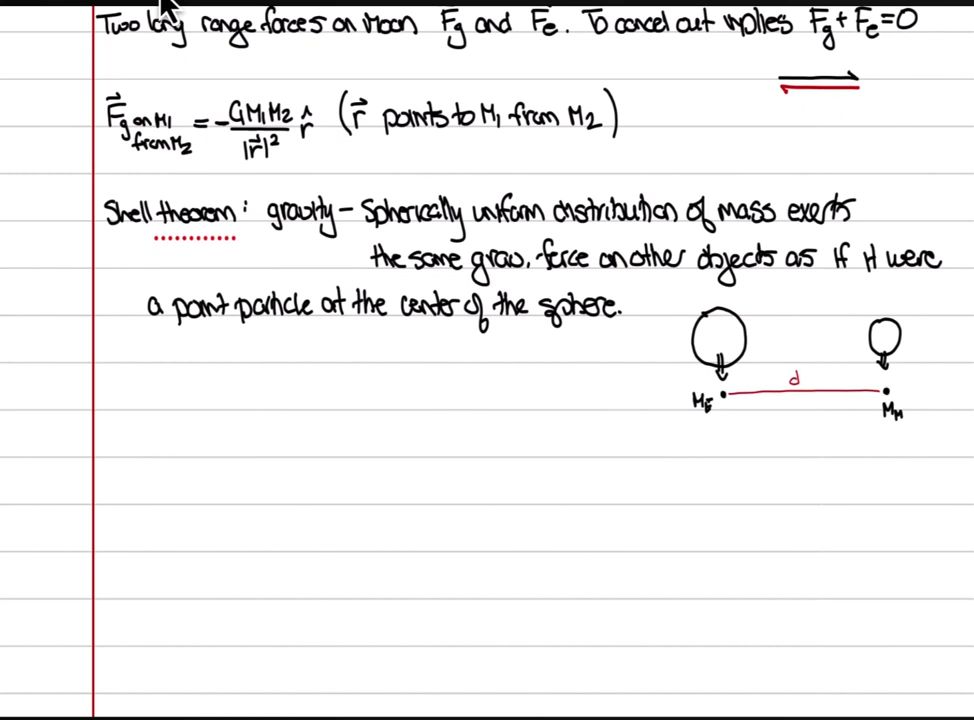 Two long range forces on Moon Fg and Fe. To cancel out implies Fg + Fe = 0
F⃗g on M1 from M2 = -GM1M2/|r⃗|² r̂ (r⃗ points to M1 from M2)
Shell theorem: gravity - Spherically uniform distribution of mass exerts
the same grav. force on other objects as if it were
a point particle at the center of the sphere.
d
ME
MM